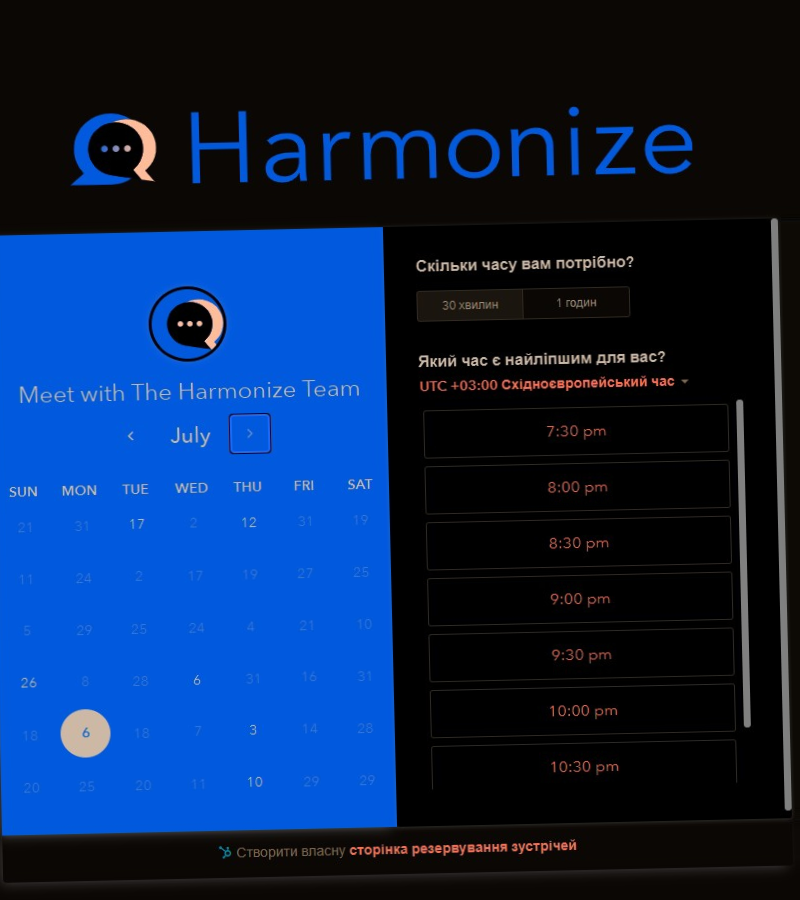 Harmonize
Meet with The Harmonize Team
July
SUN MON TUE WED THU FRI SAT
21 31 17 2 12 31 19
11 24 2 17 19 27 25
5 29 25 24 4 21 10
26 8 28 6 31 16 31
18 6 18 7 3 14 28
20 25 20 11 10 29 29
Скільки часу вам потрібно?
30 хвилин 1 годин
Який час є найліпшим для вас?
UTC +03:00 Східноєвропейський час
7:30 pm
8:00 pm
8:30 pm
9:00 pm
9:30 pm
10:00 pm
10:30 pm
Створити власну сторінка резервування зустрічей